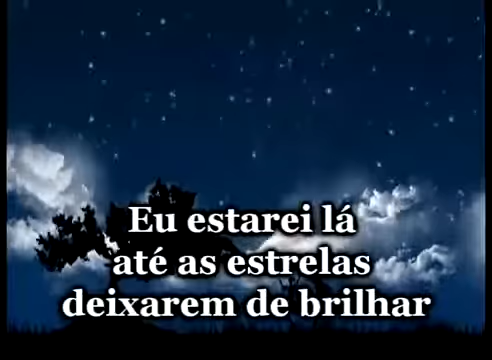 Eu estarei lá
até as estrelas
deixarem de brilhar